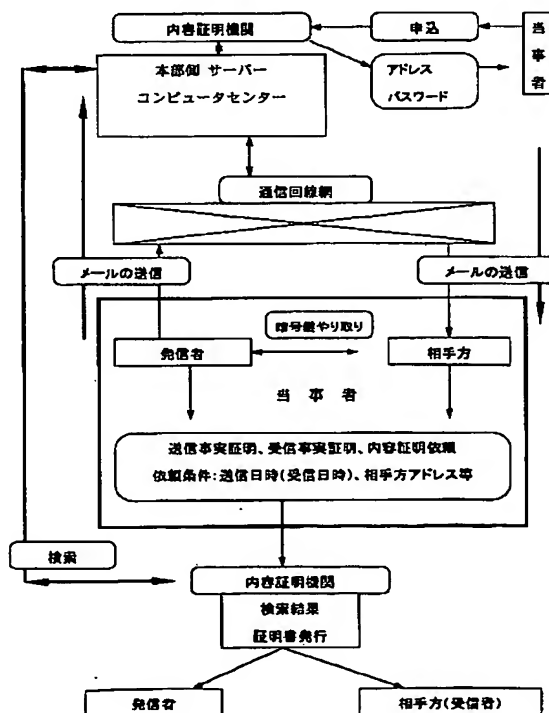 内容証明機関
申込
当事者
本部側 サーバー
コンピュータセンター
アドレス
パスワード
通信回線網
メールの送信
メールの送信
暗号鍵やり取り
発信者
相手方
当 事 者
送信事実証明、受信事実証明、内容証明依頼
依頼条件:送信日時(受信日時)、相手方アドレス等
検索
内容証明機関
検索結果
証明書発行
発信者
相手方(受信者)